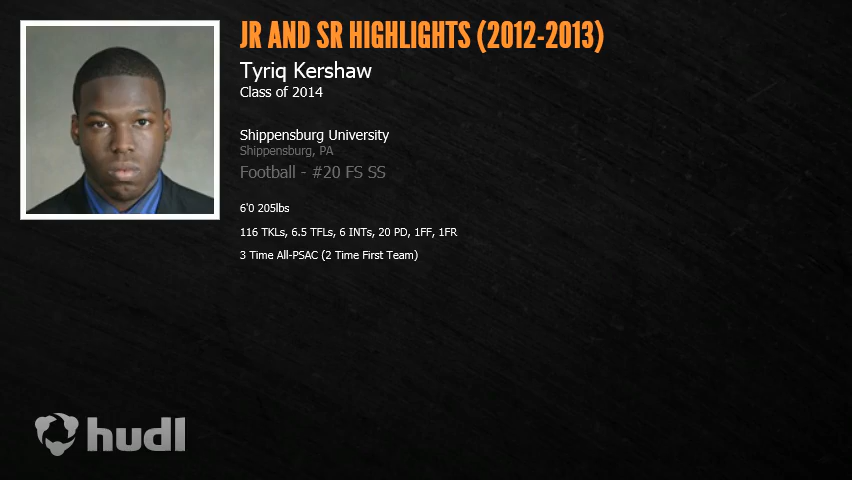 JR AND SR HIGHLIGHTS (2012-2013)
Tyriq Kershaw
Class of 2014
Shippensburg University
Shippensburg, PA
Football - #20 FS SS
6'0 205lbs
116 TKLs, 6.5 TFLs, 6 INTs, 20 PD, 1FF, 1FR
3 Time All-PSAC (2 Time First Team)
hudl